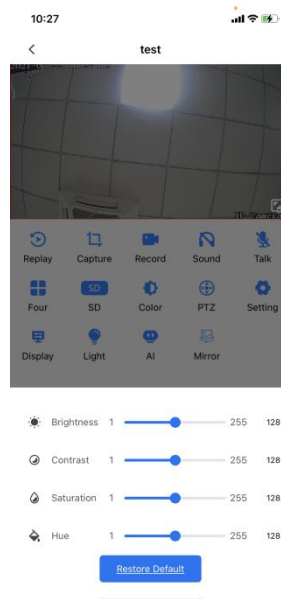 10:27
test
Replay Capture Record Sound Talk
SD
Four SD Color PTZ Setting
Display Light AI Mirror
Brightness 1 255 128
Contrast 1 255 128
Saturation 1 255 128
Hue 1 255 128
Restore Default